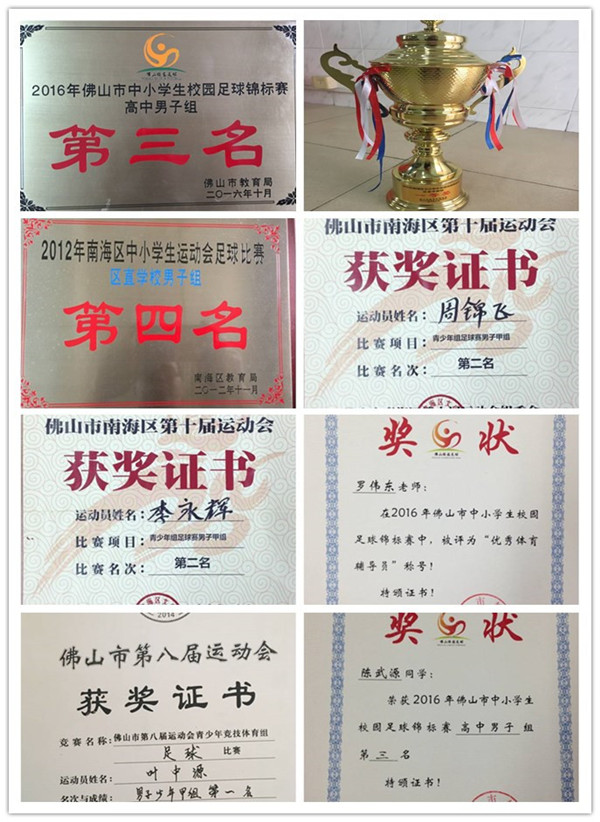 佛山体育足球
2016年佛山市中小学生校园足球锦标赛
高中男子组
第三名
佛山市教育局
二〇一六年十月
2012年南海区中小学生运动会足球比赛
区直学校男子组
第四名
南海区教育局
二〇一二年十一月
佛山市南海区第十届运动会
获奖证书
运动员姓名：周锦飞
比赛项目：青少年组足球赛男子甲组
比赛名次：第二名
佛山市南海区第十届运动会
获奖证书
运动员姓名：李永辉
比赛项目：青少年组足球赛男子甲组
比赛名次：第二名
2014
奖状
罗伟东老师：
在2016年佛山市中小学生校园
足球锦标赛中，被评为“优秀体育
辅导员”称号！
特颁证书！
佛山市第八届运动会
获奖证书
竞赛名称：佛山市第八届运动会青少年竞技体育组
足球 比赛
运动员姓名：叶中源
名次与成绩：男子少年甲组 第一名
奖状
陈武源同学：
荣获2016年佛山市中小学生
校园足球锦标赛 高中男子 组
第 三 名
特颁证书！